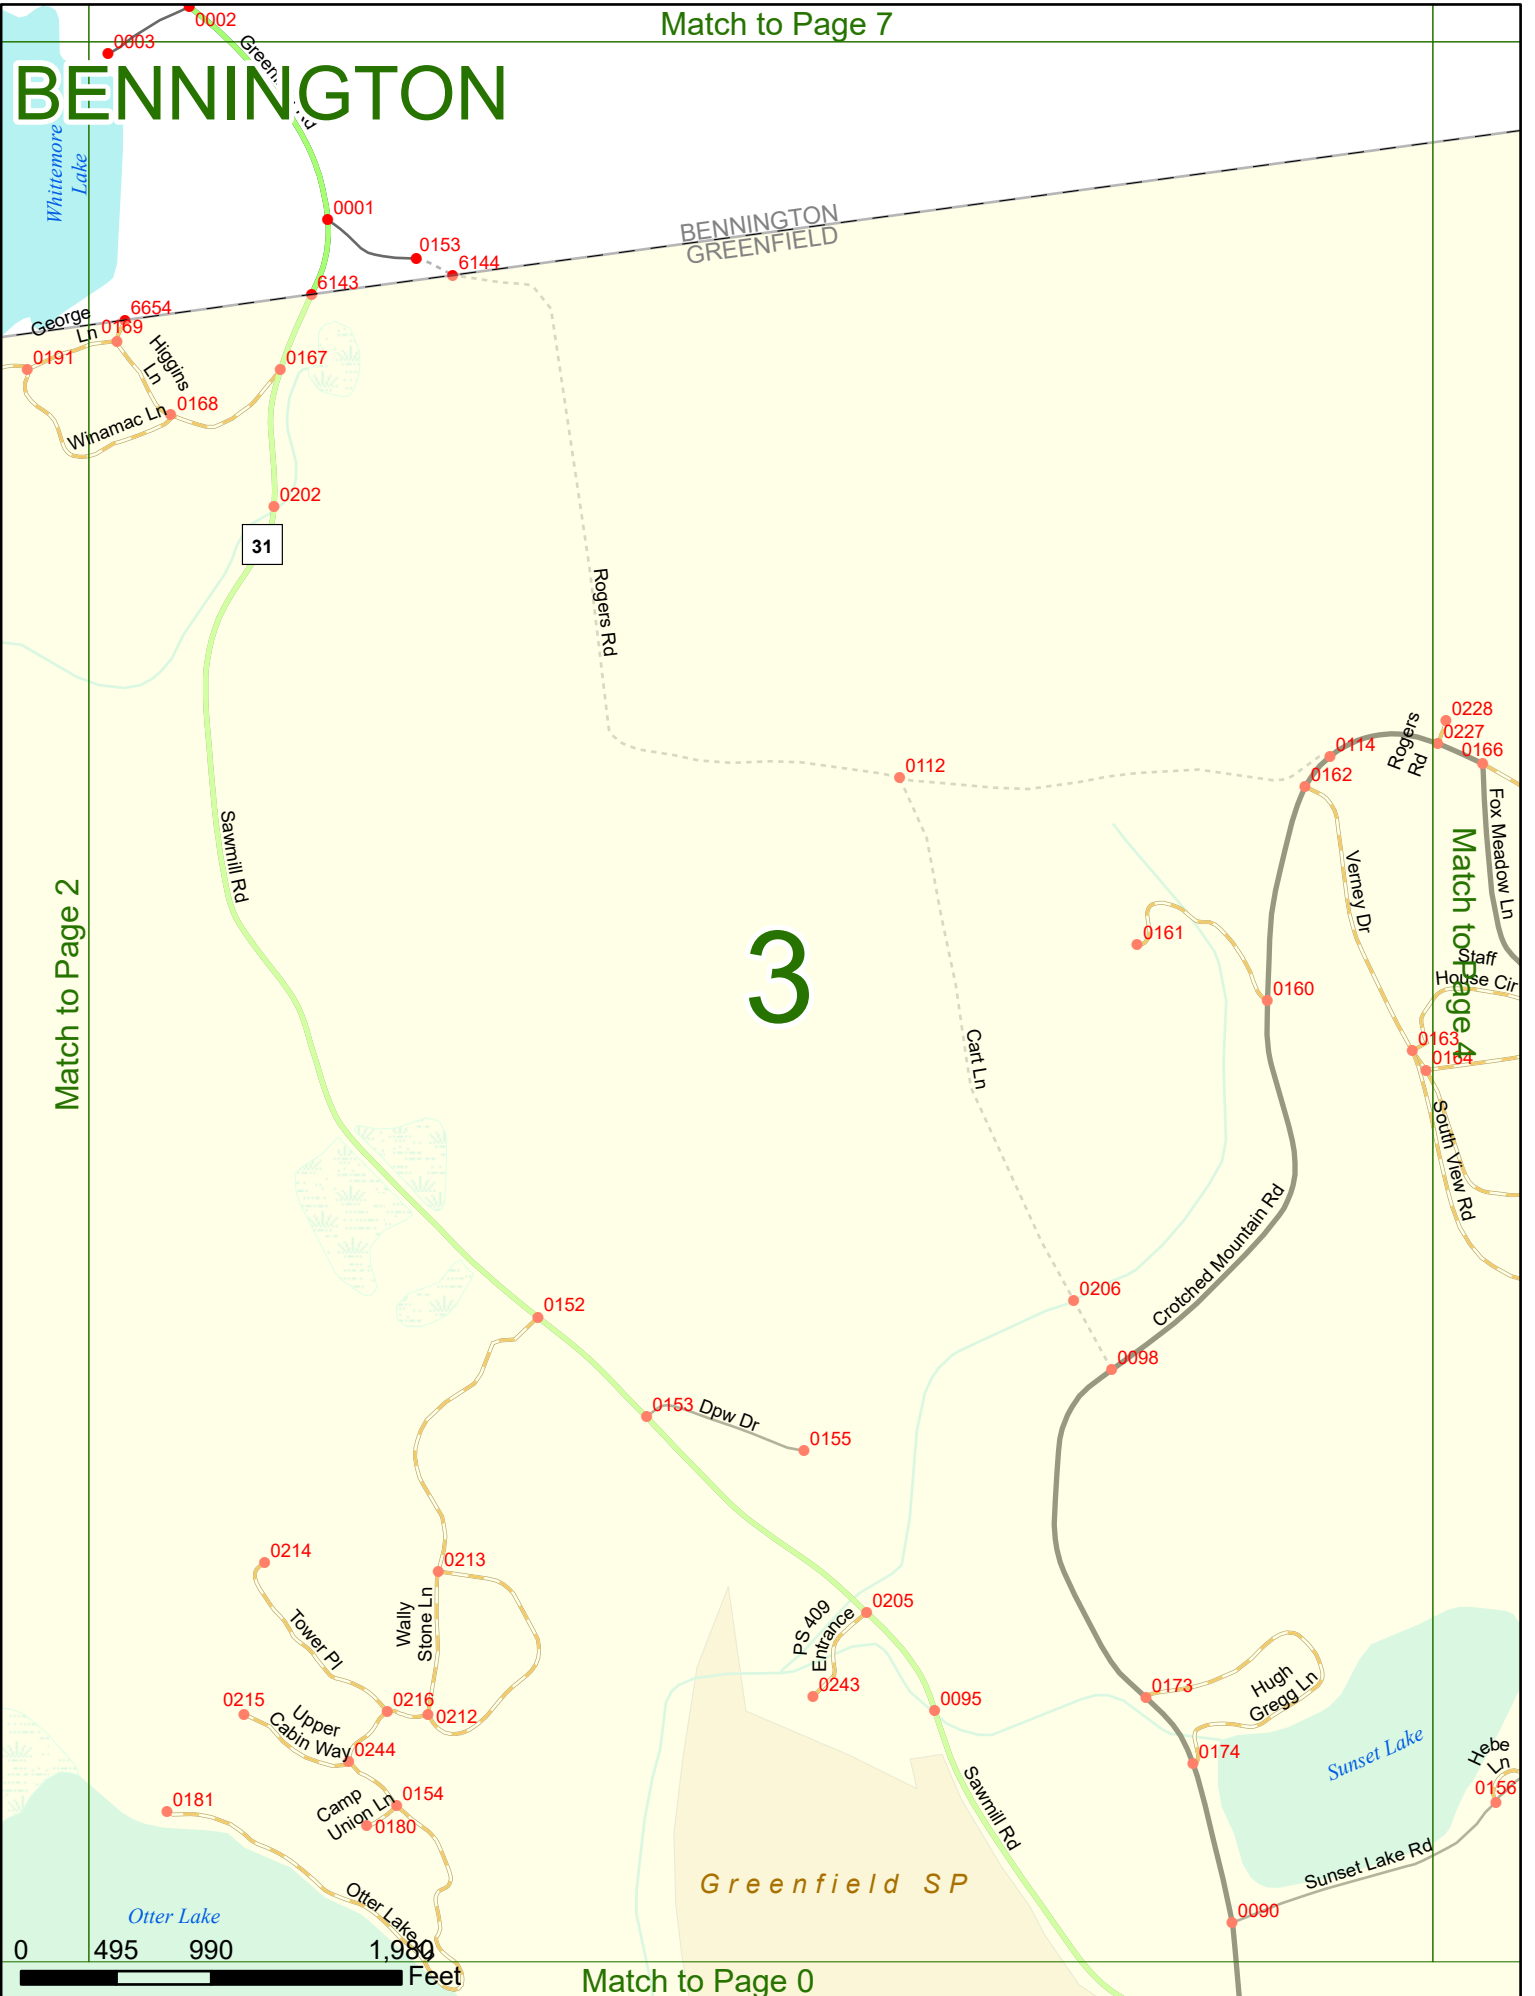 Match to Page 7
0002
0003
BENNINGTON
Whittemore
Lake
0001
0153
6144
BENNINGTON
GREENFIELD
6143
6654
George
Ln
0169
0191
Higgins
Ln
0167
0168
Winamac Ln
0202
31
Rogers Rd
0228
0227
Rogers
Rd
0114
0166
0112
0162
Sawmill Rd
Fox Meadow Ln
Verney Dr
Match to Page 2
Match to Page 4
3
0161
Staff
House Cir
0160
0163
0164
Cart Ln
South View Rd
Crotched Mountain Rd
0206
0152
0098
0153
Dpw Dr
0155
0214
0213
Wally
Stone Ln
Tower Pl
PS 409
Entrance
0205
0243
0095
0173
Hugh
Gregg Ln
0215
0216
0212
Upper
Cabin Way
0244
0174
Sunset Lake
Hebe
Ln
0156
0181
Camp
Union Ln
0154
0180
Sawmill Rd
Sunset Lake Rd
Greenfield SP
Otter Lake
Otter Lake
0090
0 495 990 1,980
Feet
Match to Page 0